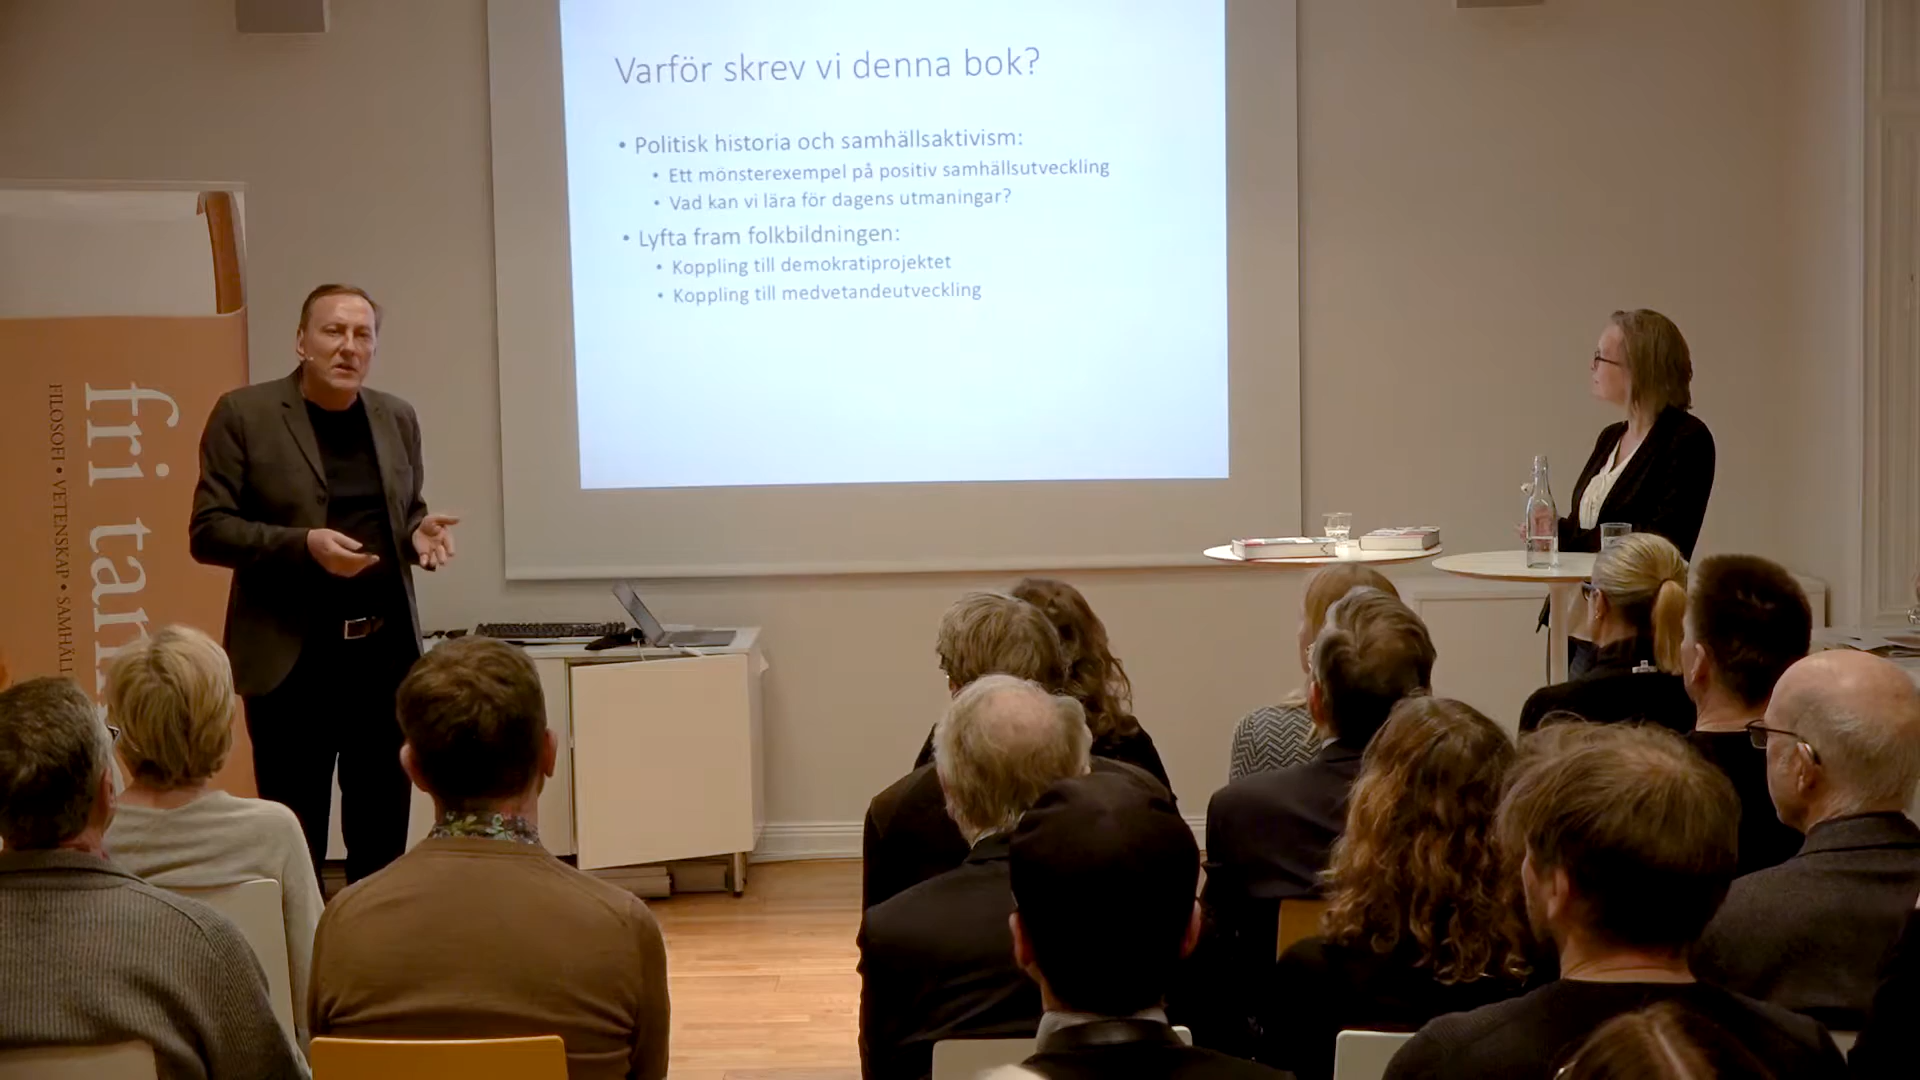 Varför skrev vi denna bok?
• Politisk historia och samhällsaktivism:
• Ett mönsterexempel på positiv samhällsutveckling
• Vad kan vi lära för dagens utmaningar?
• Lyfta fram folkbildningen:
• Koppling till demokratiprojektet
• Koppling till medvetandeutveckling
fri tan
FILOSOFI • VETENSKAP • SAMHÄLL